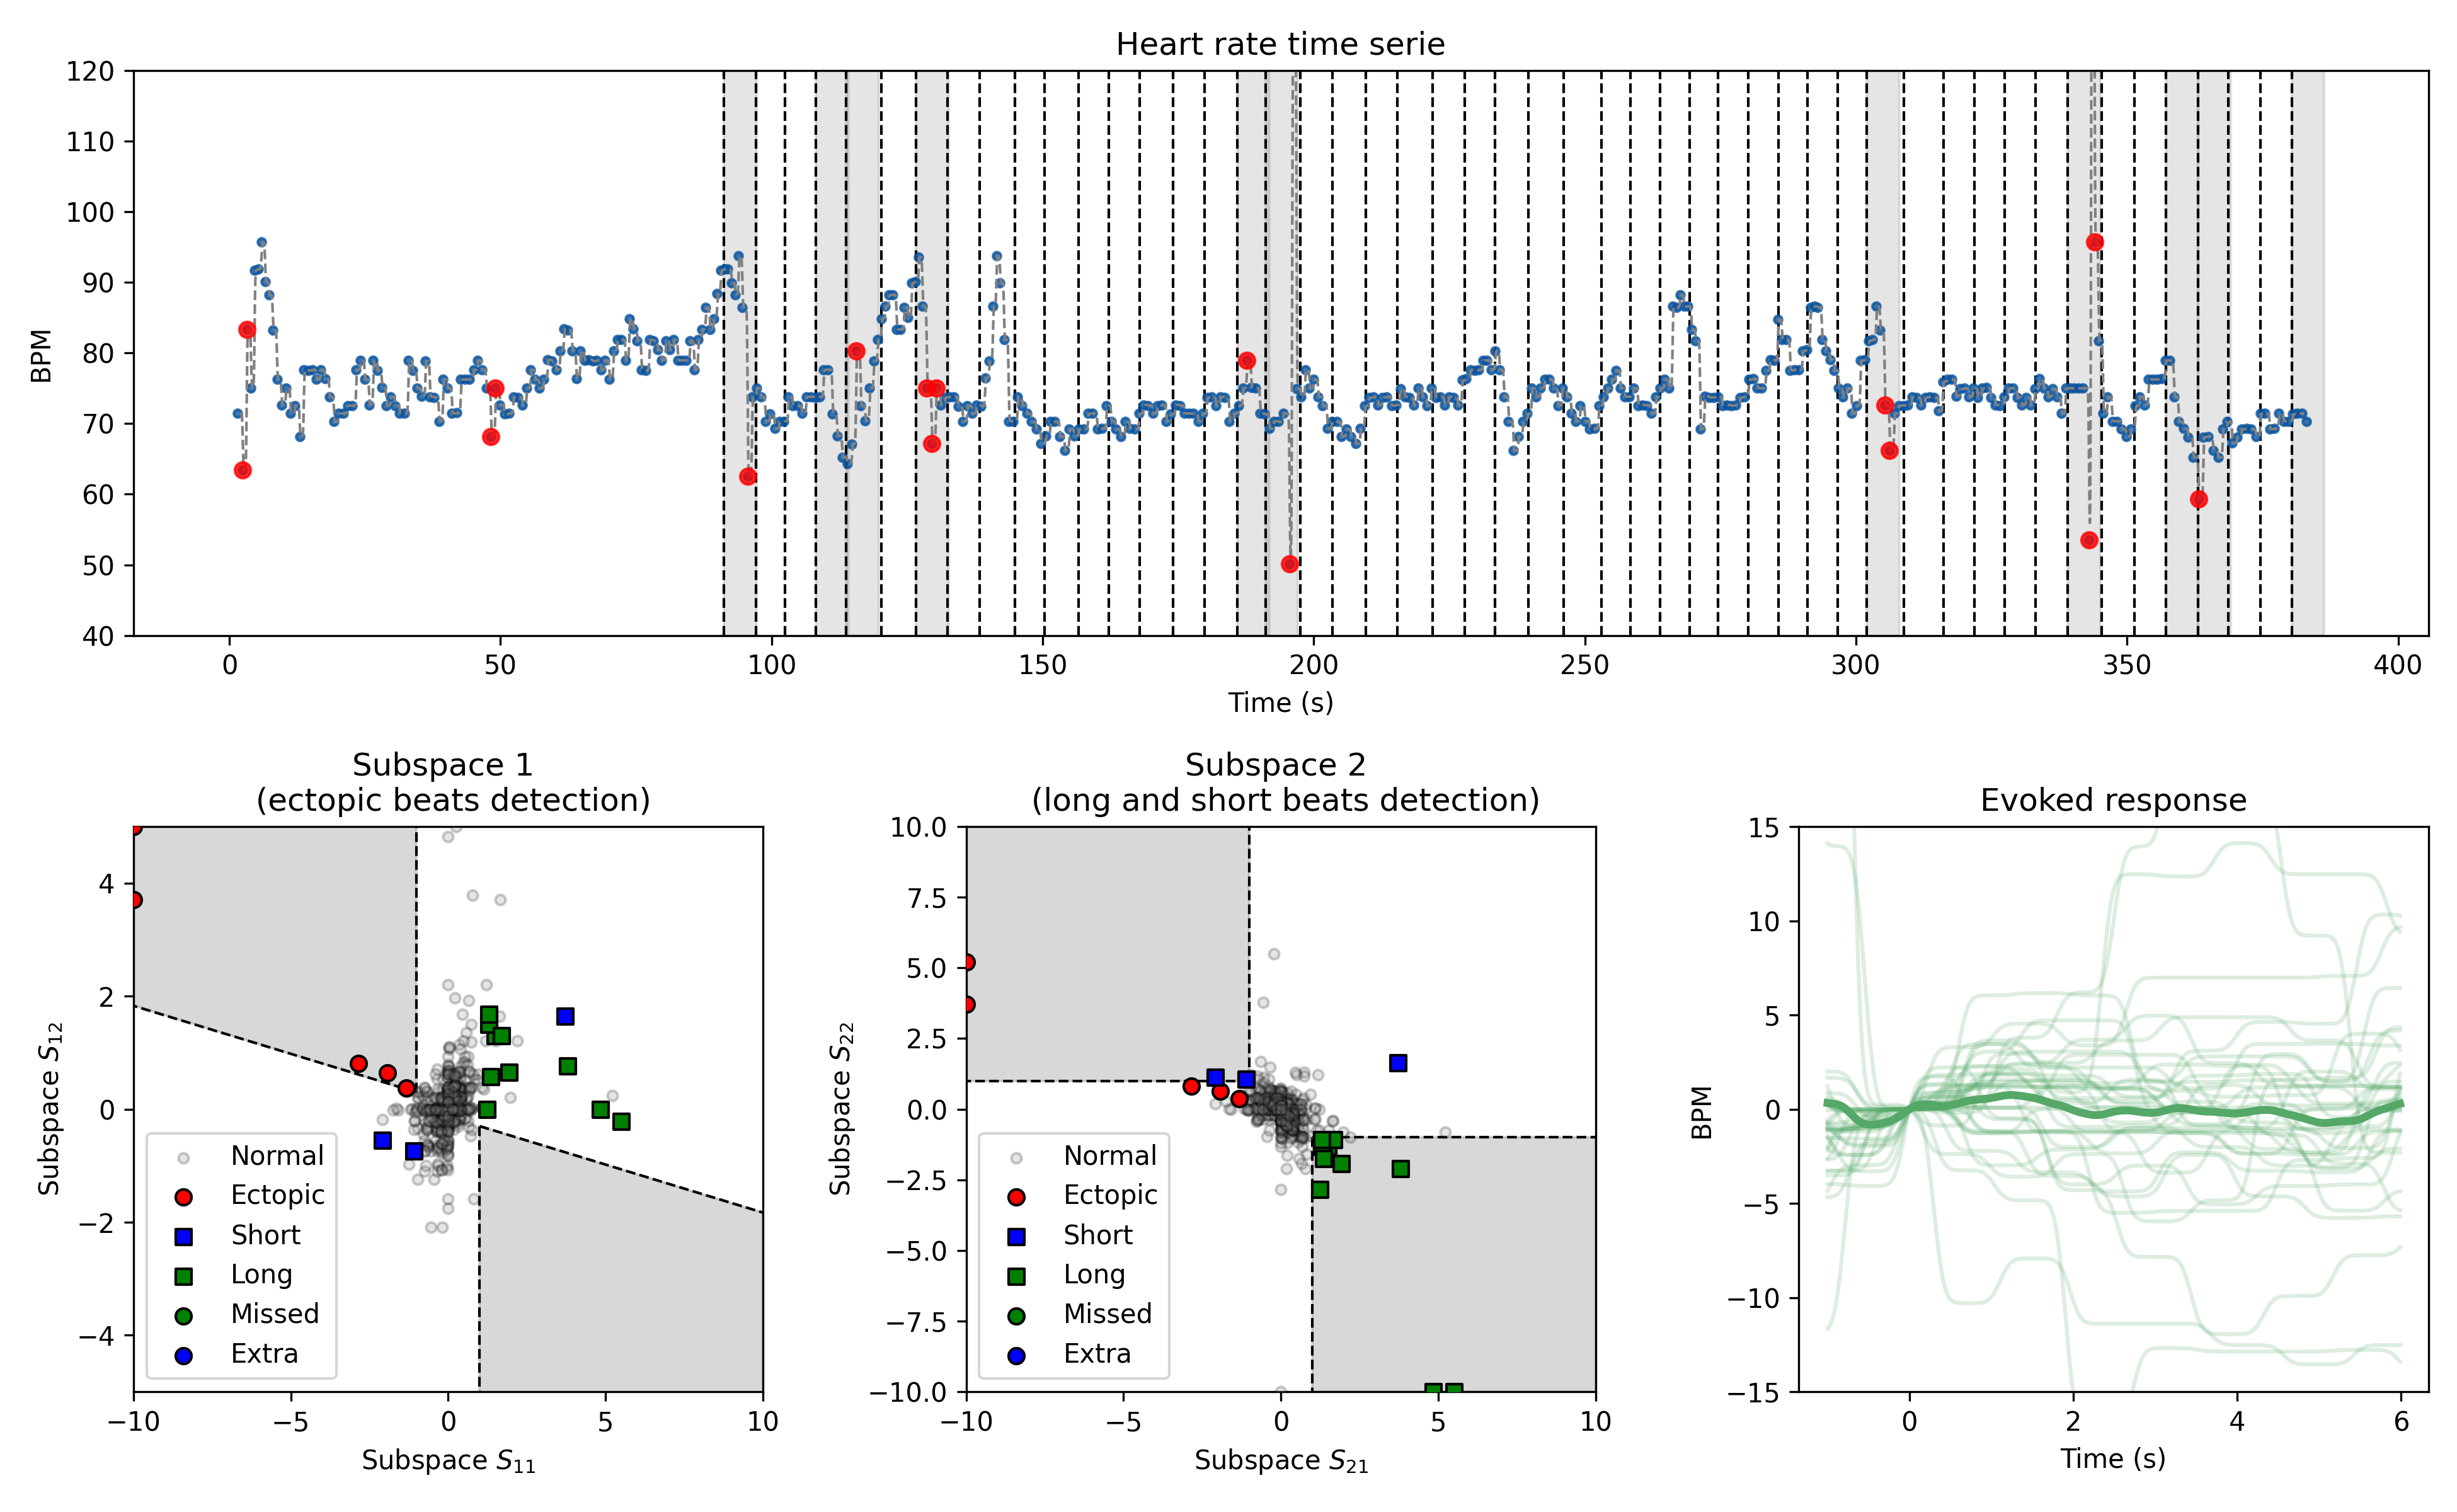 Heart rate time serie
120
110
100
90
80
70
60
50
40
BPM
0 50 100 150 200 250 300 350 400
Time (s)
Subspace 1
(ectopic beats detection)
4
2
0
−2
−4
Subspace S₁₂
Normal
Ectopic
Short
Long
Missed
Extra
−10 −5 0 5 10
Subspace S₁₁
Subspace 2
(long and short beats detection)
10.0
7.5
5.0
2.5
0.0
−2.5
−5.0
−7.5
−10.0
Subspace S₂₂
Normal
Ectopic
Short
Long
Missed
Extra
−10 −5 0 5 10
Subspace S₂₁
Evoked response
15
10
5
0
−5
−10
−15
BPM
0 2 4 6
Time (s)